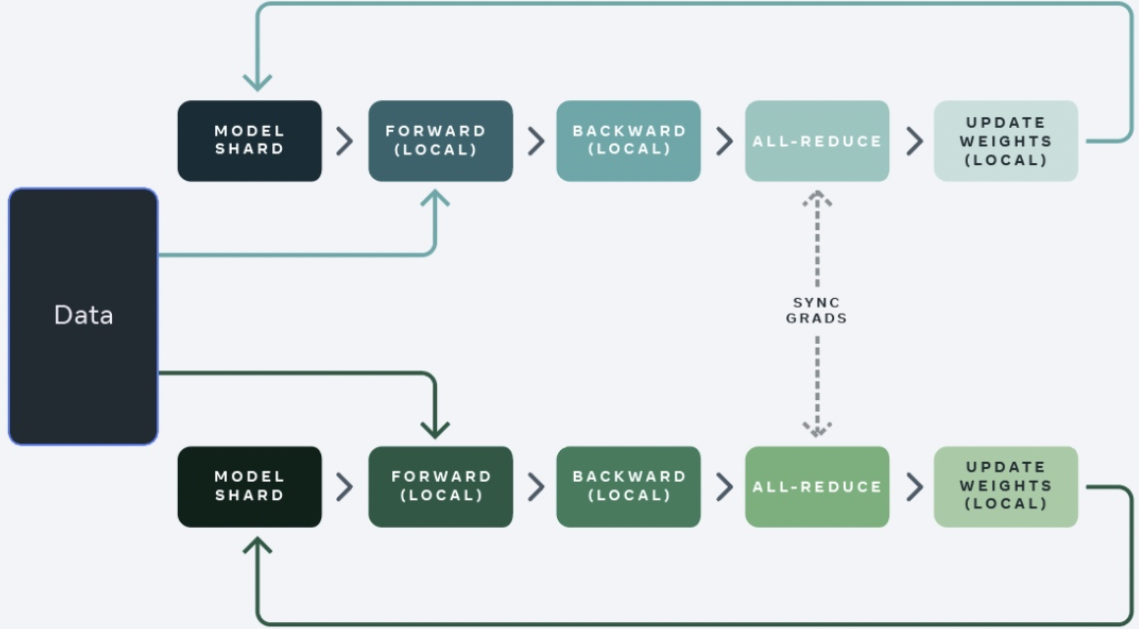 MODEL
SHARD
FORWARD
(LOCAL)
BACKWARD
(LOCAL)
ALL-REDUCE
UPDATE
WEIGHTS
(LOCAL)
Data
SYNC
GRADS
MODEL
SHARD
FORWARD
(LOCAL)
BACKWARD
(LOCAL)
ALL-REDUCE
UPDATE
WEIGHTS
(LOCAL)